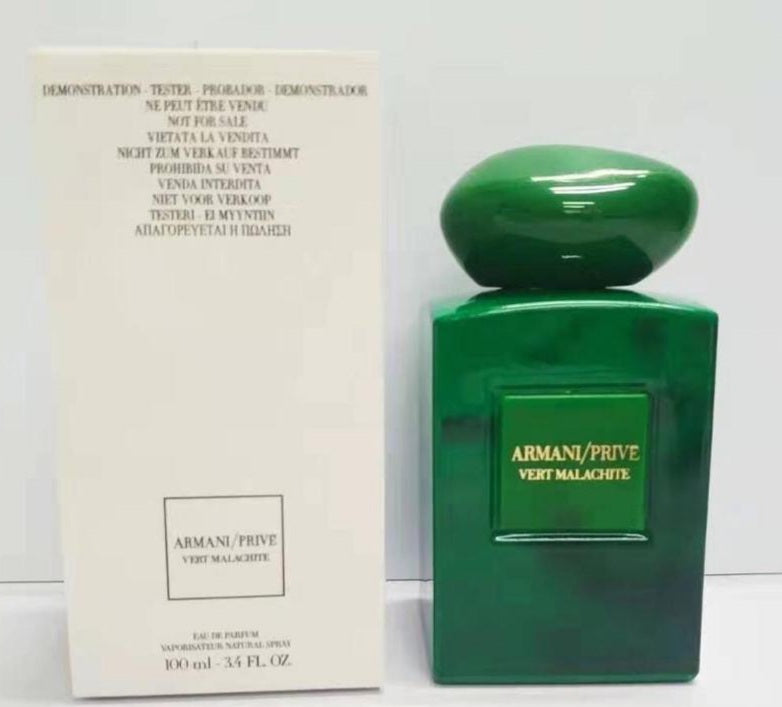 DEMONSTRATION - TESTER - PROBADOR - DEMONSTRADOR
NE PEUT ÊTRE VENDU
NOT FOR SALE
VIETATA LA VENDITA
NICHT ZUM VERKAUF BESTIMMT
PROHIBIDA SU VENTA
VENDA INTERDITA
NIET VOOR VERKOOP
TESTERI - EI MYYNTIIN
ΑΠΑΓΟΡΕΥΕΤΑΙ Η ΠΩΛΗΣΗ
ARMANI/PRIVE
VERT MALACHITE
EAU DE PARFUM
VAPORISATEUR NATURAL SPRAY
100 ml - 3.4 FL. OZ.
ARMANI/PRIVE
VERT MALACHITE